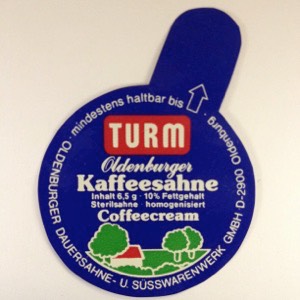 · mindestens haltbar bis
TURM
Oldenburger
Kaffeesahne
Inhalt 6,5 g · 10% Fettgehalt
Sterilsahne · homogenisiert
Coffeecream
OLDENBURGER DAUERSAHNE- U. SÜSSWARENWERK GMBH D-2900 Oldenburg